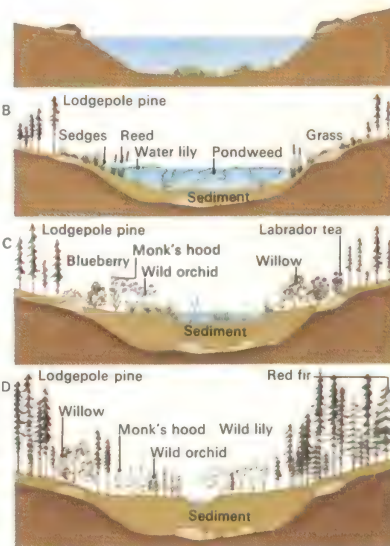 B
Lodgepole pine
Sedges Reed Grass
Water lily Pondweed
Sediment
C
Lodgepole pine Labrador tea
Monk's hood
Blueberry Willow
Wild orchid
Sediment
D
Lodgepole pine Red fir
Willow
Monk's hood Wild lily
Wild orchid
Sediment